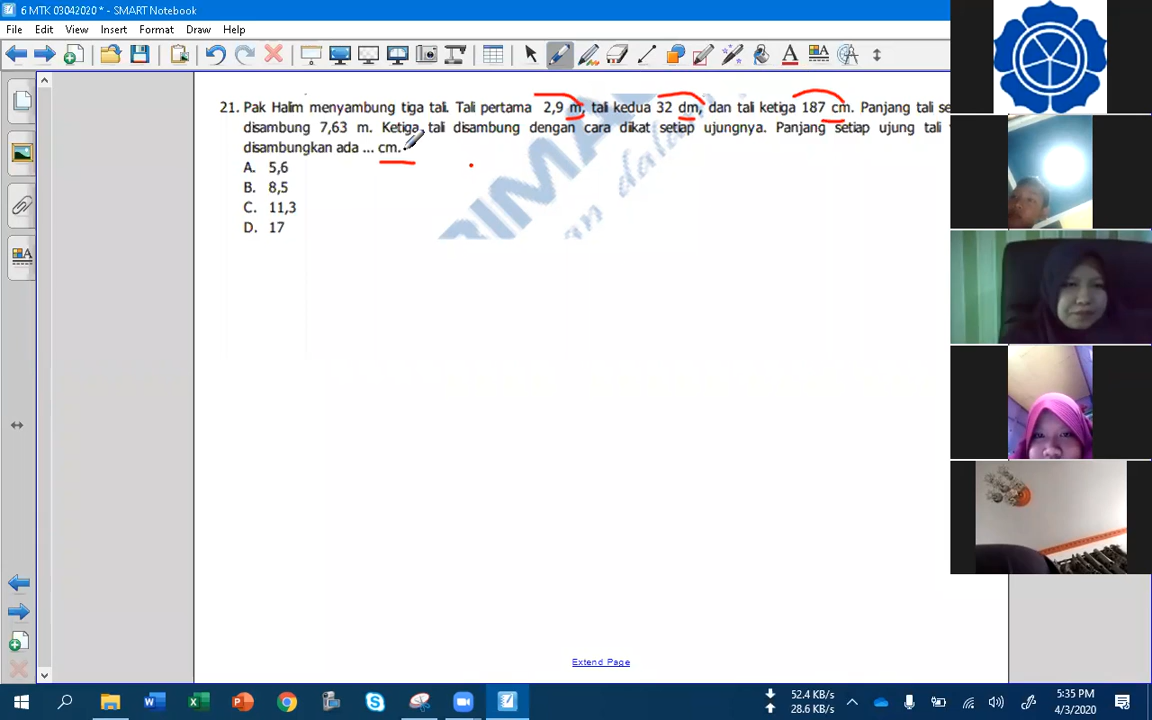 6 MTK 03042020 * - SMART Notebook
File Edit View Insert Format Draw Help
21. Pak Halim menyambung tiga tali. Tali pertama 2,9 m, tali kedua 32 dm, dan tali ketiga 187 cm. Panjang tali se
disambung 7,63 m. Ketiga tali disambung dengan cara diikat setiap ujungnya. Panjang setiap ujung tali
disambungkan ada ... cm.
A. 5,6
B. 8,5
C. 11,3
D. 17
RIMA
an dalam
Extend Page
52.4 KB/s
28.6 KB/s
5:35 PM
4/3/2020